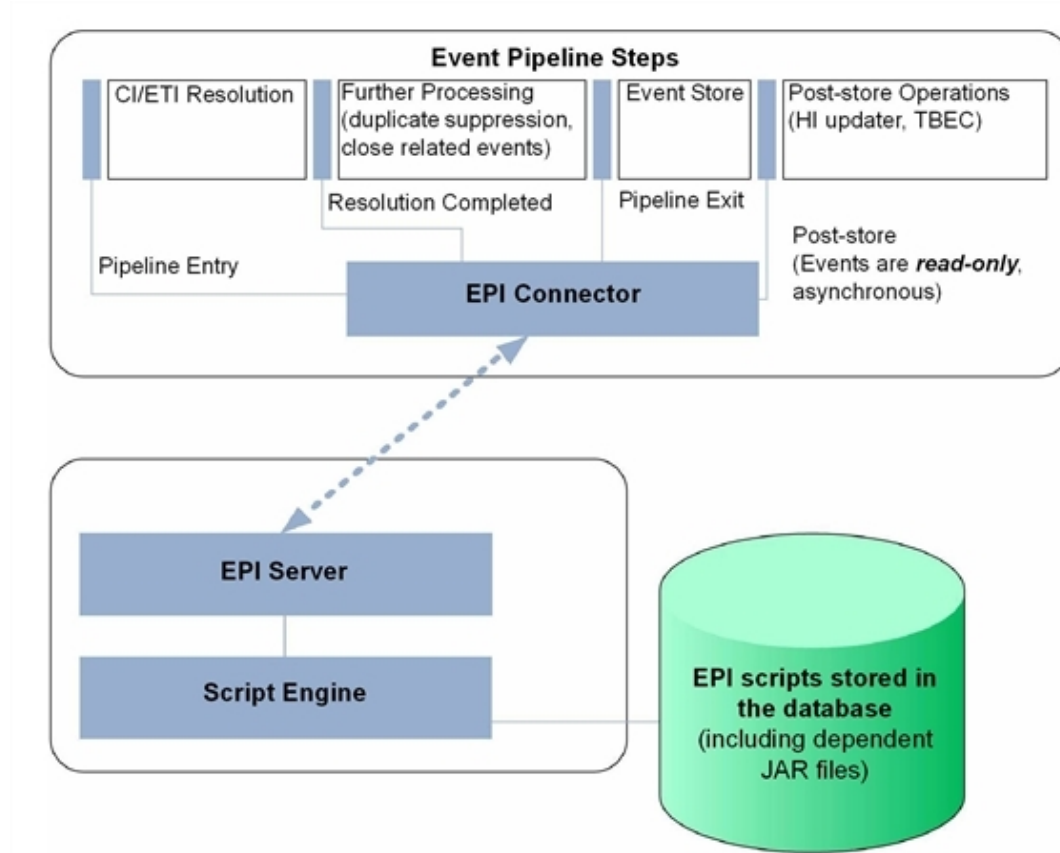 Event Pipeline Steps
CI/ETI Resolution
Further Processing
(duplicate suppression,
close related events)
Event Store
Post-store Operations
(HI updater, TBEC)
Resolution Completed
Pipeline Exit
Pipeline Entry
Post-store
(Events are read-only,
asynchronous)
EPI Connector
EPI Server
Script Engine
EPI scripts stored in
the database
(including dependent
JAR files)